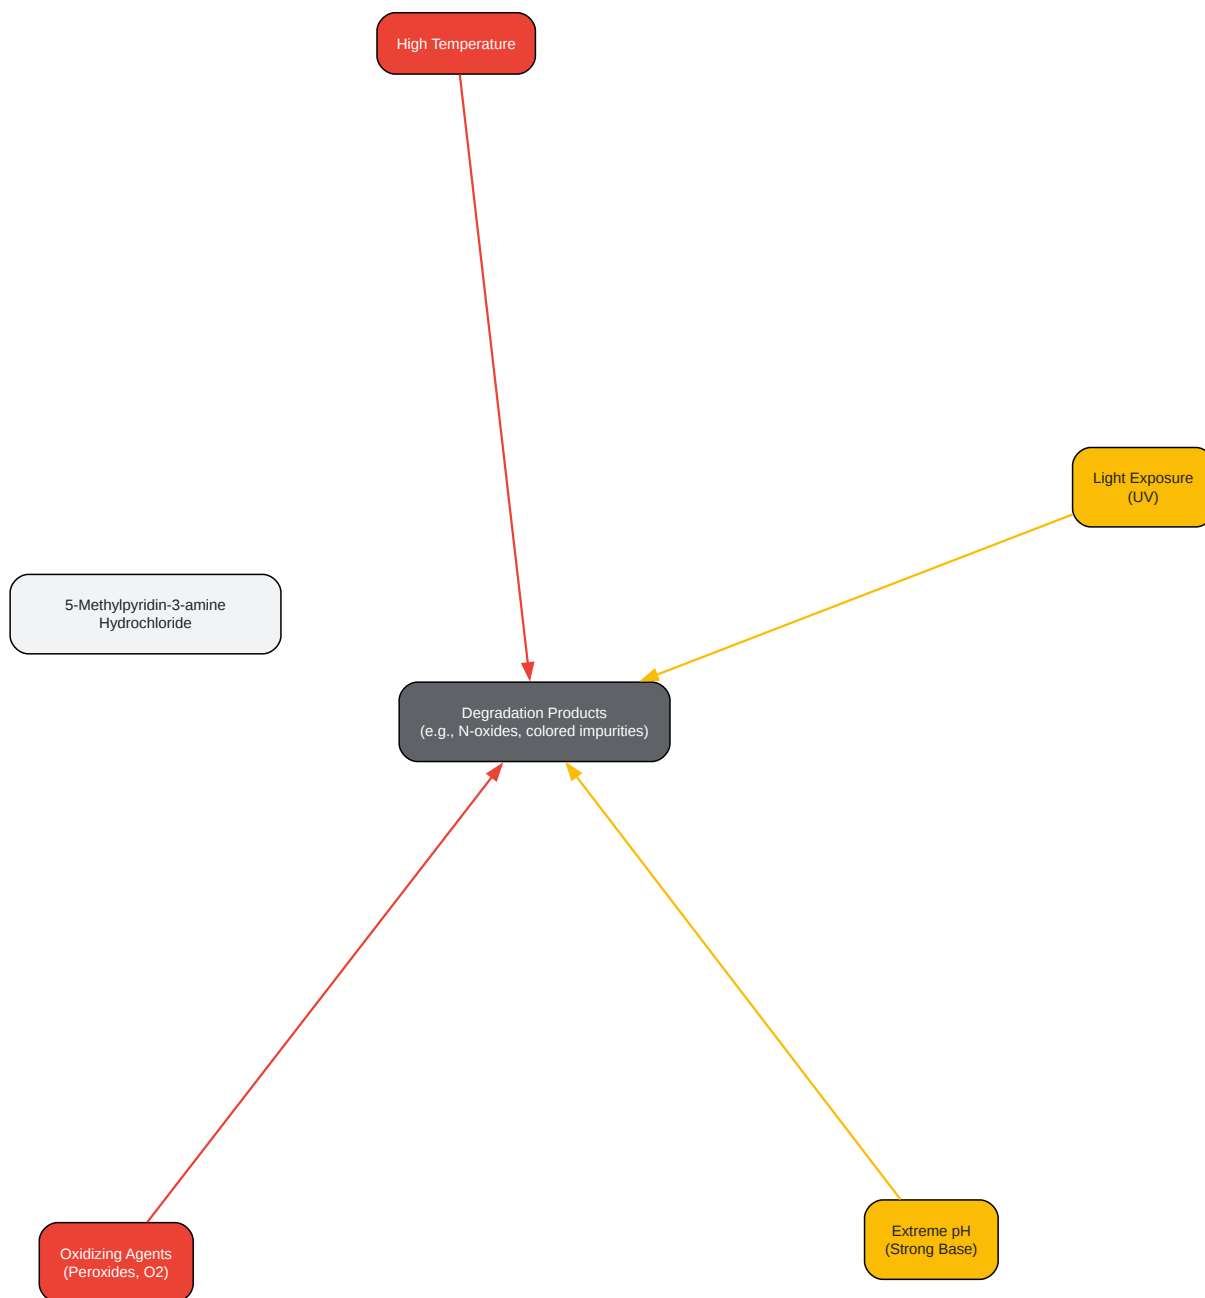 High Temperature
Light Exposure
(UV)
5-Methylpyridin-3-amine
Hydrochloride
Degradation Products
(e.g., N-oxides, colored impurities)
Extreme pH
(Strong Base)
Oxidizing Agents
(Peroxides, O2)